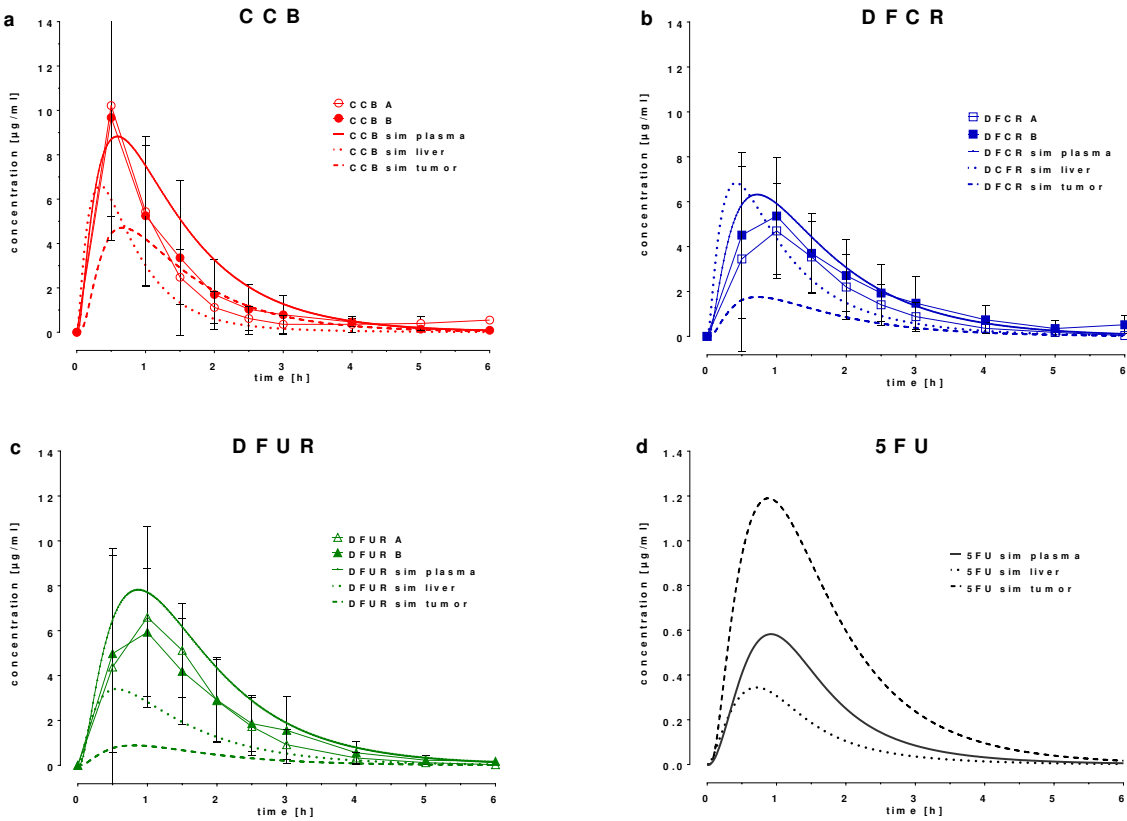 a
CCB
14
12
10
8
6
4
2
0
concentration [µg/ml]
CCB A
CCB B
CCB sim plasma
CCB sim liver
CCB sim tumor
0 1 2 3 4 5 6
time [h]
b
DFCR
14
12
10
8
6
4
2
0
concentration [µg/ml]
DFCR A
DFCR B
DFCR sim plasma
DCFR sim liver
DFCR sim tumor
0 1 2 3 4 5 6
time [h]
c
DFUR
14
12
10
8
6
4
2
0
concentration [µg/ml]
DFUR A
DFUR B
DFUR sim plasma
DFUR sim liver
DFUR sim tumor
0 1 2 3 4 5 6
time [h]
d
5FU
1.4
1.2
1.0
0.8
0.6
0.4
0.2
0.0
concentration [µg/ml]
5FU sim plasma
5FU sim liver
5FU sim tumor
0 1 2 3 4 5 6
time [h]